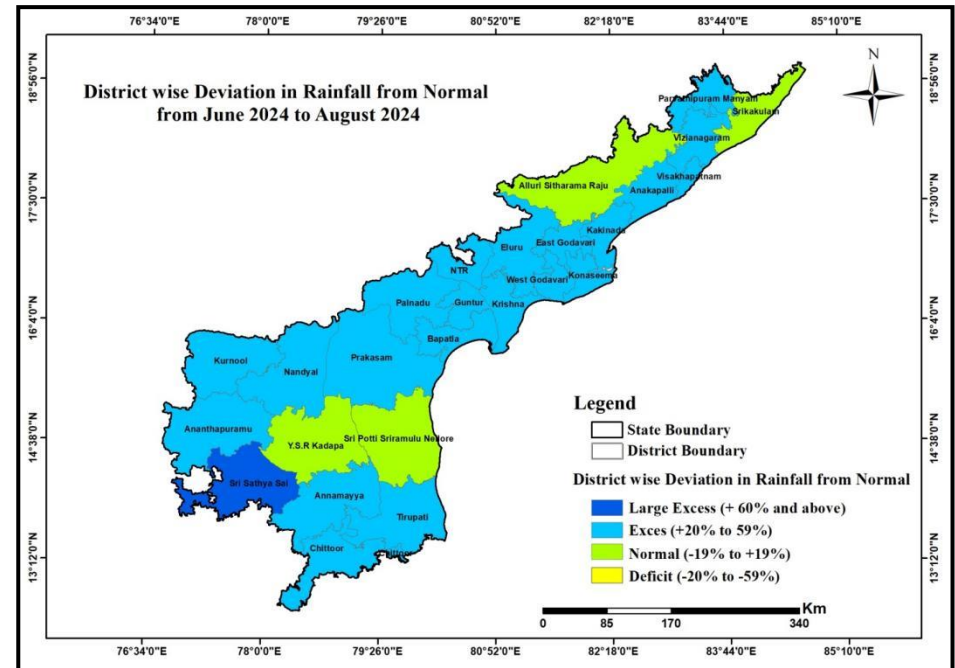 76°34'0"E 78°0'0"E 79°26'0"E 80°52'0"E 82°18'0"E 83°44'0"E 85°10'0"E
18°56'0"N
18°56'0"N
N
District wise Deviation in Rainfall from Normal
from June 2024 to August 2024
Parvathipuram Manyam
Srikakulam
Vizianagaram
Visakhapatnam
Alluri Sitharama Raju
Anakapalli
17°30'0"N
17°30'0"N
Kakinada
Eluru
East Godavari
NTR
West Godavari
Konaseema
Palnadu
Guntur
Krishna
16°4'0"N
16°4'0"N
Bapatla
Kurnool
Prakasam
Nandyal
Ananthapuramu
Y.S.R Kadapa
Sri Potti Sriramulu Nellore
14°38'0"N
14°38'0"N
Sri Sathya Sai
Annamayya
Tirupati
Chittoor
13°12'0"N
13°12'0"N
Legend
State Boundary
District Boundary
District wise Deviation in Rainfall from Normal
Large Excess (+ 60% and above)
Exces (+20% to 59%)
Normal (-19% to +19%)
Deficit (-20% to -59%)
Km
0 85 170 340
76°34'0"E 78°0'0"E 79°26'0"E 80°52'0"E 82°18'0"E 83°44'0"E 85°10'0"E